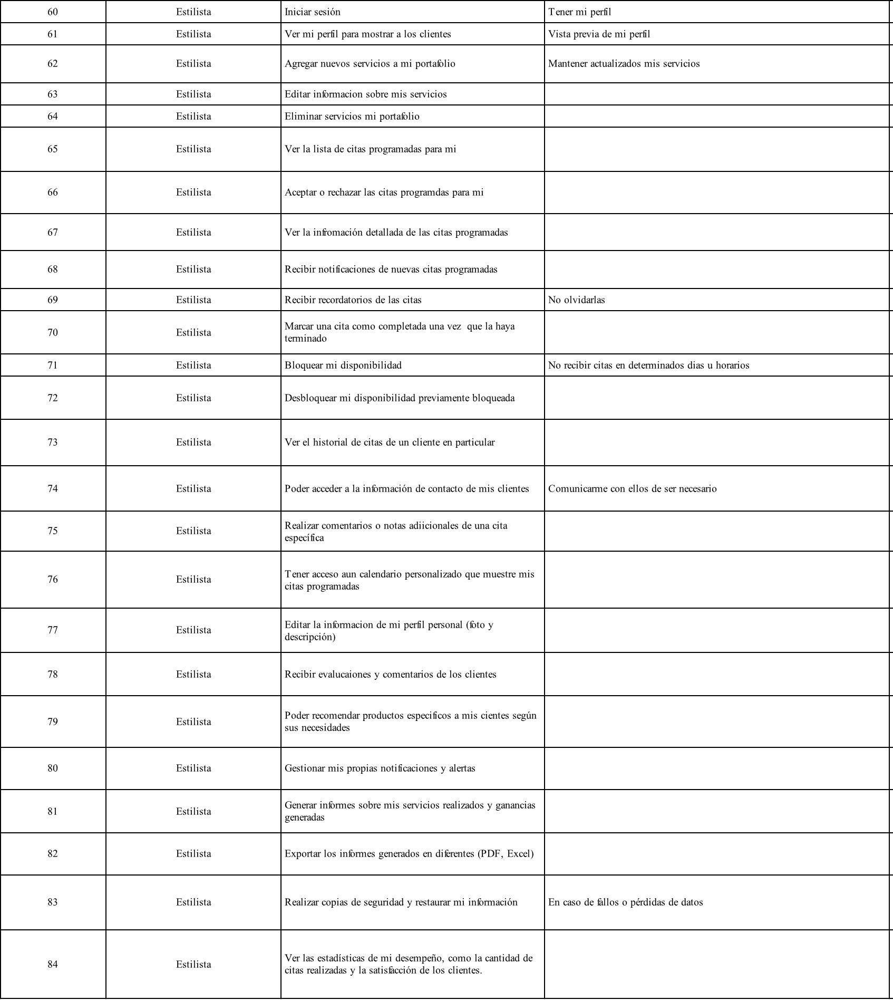 60 Estilista Iniciar sesión Tener mi perfil
61 Estilista Ver mi perfil para mostrar a los clientes Vista previa de mi perfil
62 Estilista Agregar nuevos servicios a mi portafolio Mantener actualizados mis servicios
63 Estilista Editar informacion sobre mis servicios
64 Estilista Eliminar servicios mi portafolio
65 Estilista Ver la lista de citas programadas para mi
66 Estilista Aceptar o rechazar las citas programdas para mi
67 Estilista Ver la infromación detallada de las citas programadas
68 Estilista Recibir notificaciones de nuevas citas programadas
69 Estilista Recibir recordatorios de las citas No olvidarlas
70 Estilista Marcar una cita como completada una vez  que la haya
terminado
71 Estilista Bloquear mi disponibilidad No recibir citas en determinados dias u horarios
72 Estilista Desbloquear mi disponibilidad previamente bloqueada
73 Estilista Ver el historial de citas de un cliente en particular
74 Estilista Poder acceder a la información de contacto de mis clientes Comunicarme con ellos de ser necesario
75 Estilista Realizar comentarios o notas adiicionales de una cita
específica
76 Estilista Tener acceso aun calendario personalizado que muestre mis
citas programadas
77 Estilista Editar la informacion de mi perfil personal (foto y
descripción)
78 Estilista Recibir evalucaiones y comentarios de los clientes
79 Estilista Poder recomendar productos especificos a mis cientes según
sus necesidades
80 Estilista Gestionar mis propias notificaciones y alertas
81 Estilista Generar informes sobre mis servicios realizados y ganancias
generadas
82 Estilista Exportar los informes generados en diferentes (PDF, Excel)
83 Estilista Realizar copias de seguridad y restaurar mi información En caso de fallos o pérdidas de datos
84 Estilista Ver las estadísticas de mi desempeño, como la cantidad de
citas realizadas y la satisfacción de los clientes.